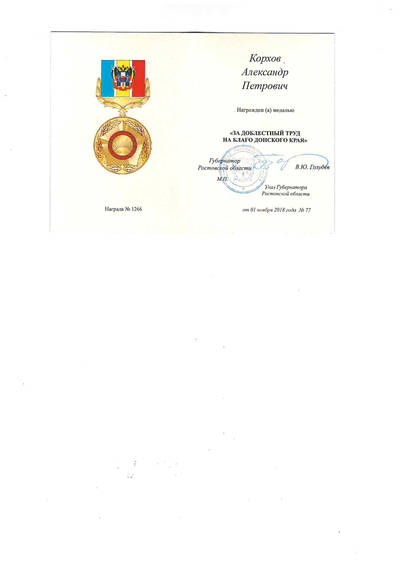 Корхов
Александр
Петрович
Награжден (а) медалью
«ЗА ДОБЛЕСТНЫЙ ТРУД
НА БЛАГО ДОНСКОГО КРАЯ»
Губернатор
Ростовской области
В.Ю. Голубев
М.П.
Указ Губернатора
Ростовской области
Награда № 1266
от 01 ноября 2018 года № 77